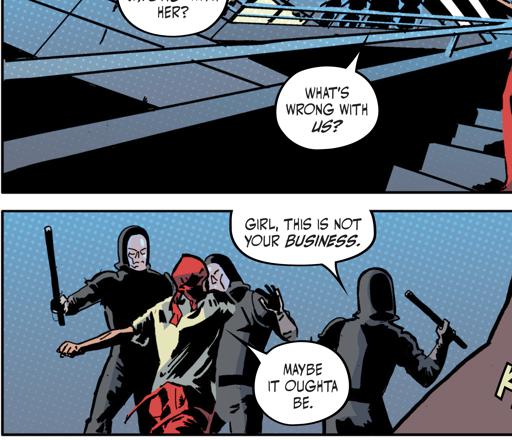 HER?
WHAT'S
WRONG WITH
US?
GIRL, THIS IS NOT
YOUR BUSINESS.
MAYBE
IT OUGHTA
BE.